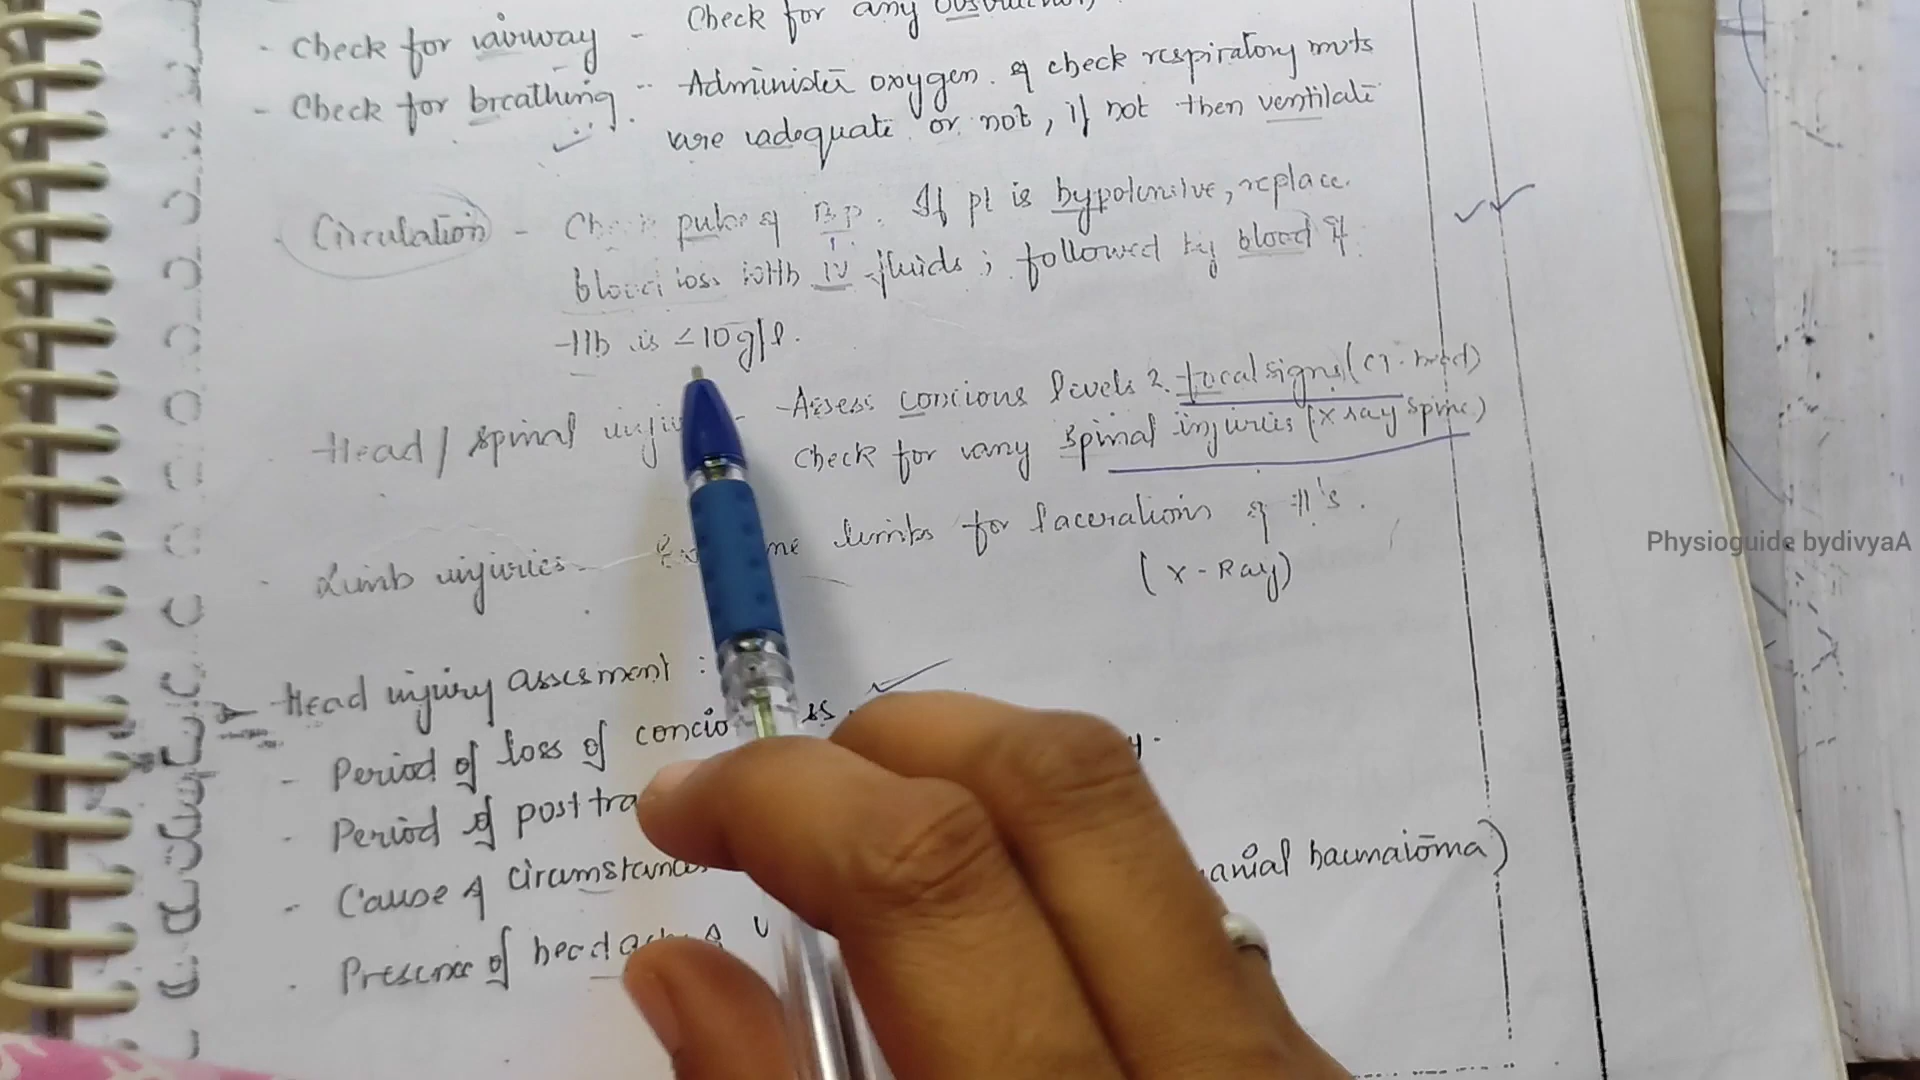 Check for any
- Check for airway -
- Check for breathing - Administer oxygen & check respiratory mvts
are adequate or not, if not then ventilate
Circulation - Check pulse & B.P. If pt is hypotensive, replace
blood loss with IV fluids; followed by blood if
Hb is <10g/l.
Head / spinal - Assess concious levels & focal signs (CT. head)
Check for any spinal injuries (X ray spine)
Limb injuries - limbs for lacerations & #'s.
(X-Ray)
Head injury assesment :
- Period of loss of
- Period of post
- Cause & haematoma)
- Presence of
Physioguide bydivyaA